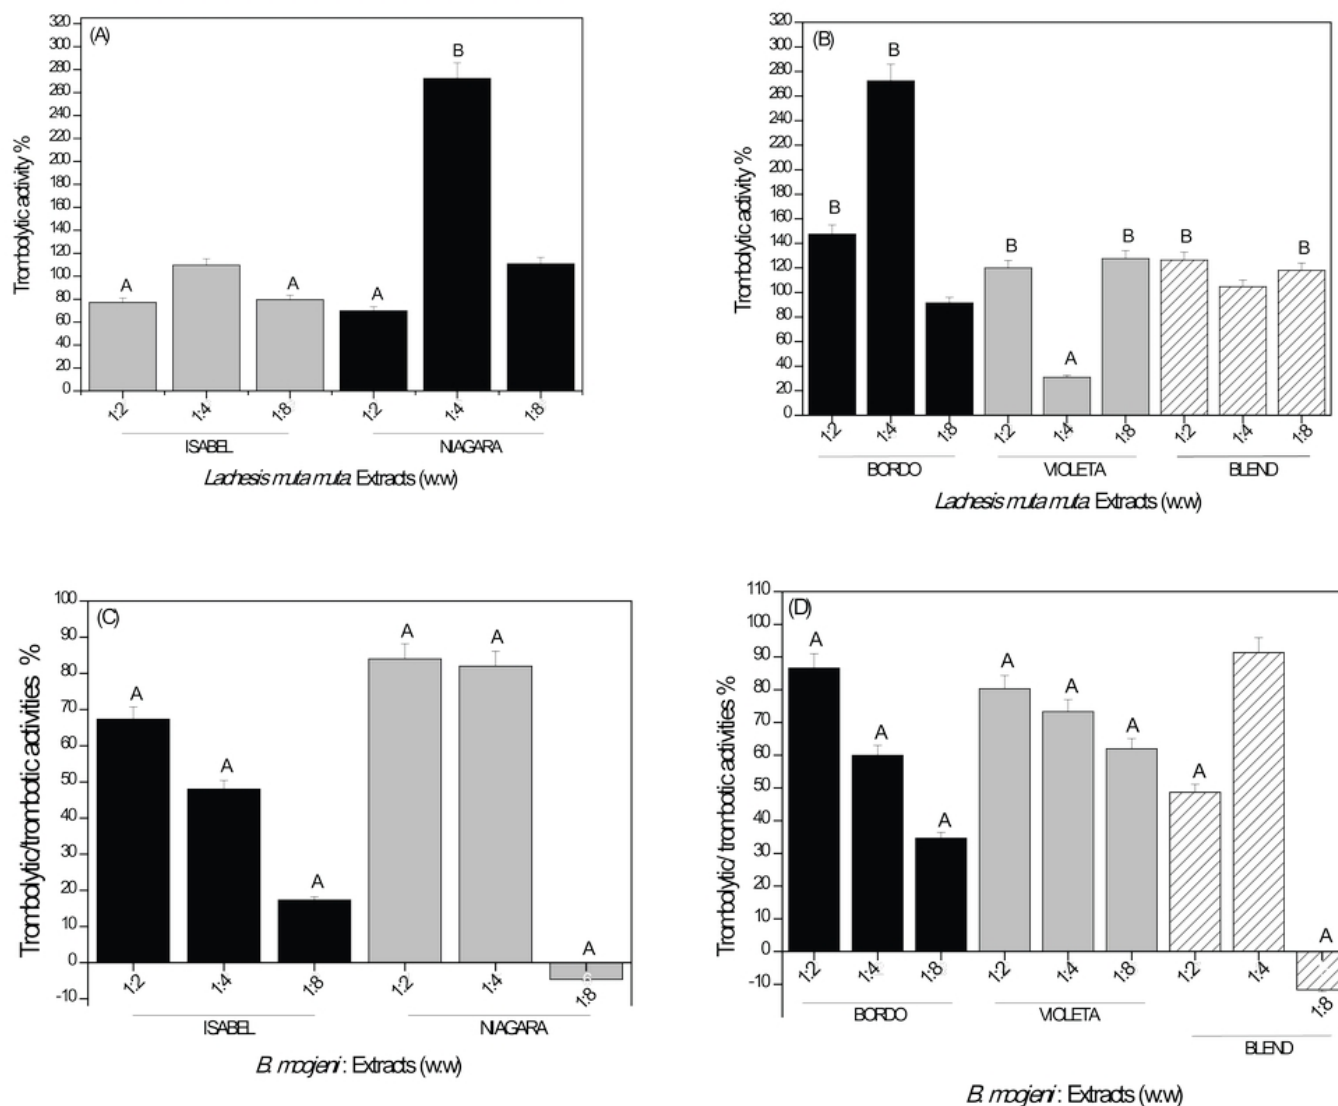 (A)
Trombolytic activity %
320
300
280
260
240
220
200
180
160
140
120
100
80
60
40
20
0
A
A
A
B
1:2
1:4
1:8
1:2
1:4
1:8
ISABEL
NIAGARA
Lachesis muta muta: Extracts (w:w)
(B)
Trombolytic activity %
320
300
280
260
240
220
200
180
160
140
120
100
80
60
40
20
0
B
B
B
A
B
B
B
1:2
1:4
1:8
1:2
1:4
1:8
1:2
1:4
1:8
BORDO
VIOLETA
BLEND
Lachesis muta muta: Extracts (w:w)
(C)
Trombolytic/trombotic activities %
100
90
80
70
60
50
40
30
20
10
0
-10
A
A
A
A
A
A
1:2
1:4
1:8
1:2
1:4
1:8
ISABEL
NIAGARA
B. moojeni: Extracts (w:w)
(D)
Trombolytic/ trombotic activities %
110
100
90
80
70
60
50
40
30
20
10
0
-10
A
A
A
A
A
A
A
A
1:2
1:4
1:8
1:2
1:4
1:8
1:2
1:4
1:8
BORDO
VIOLETA
BLEND
B. moojeni: Extracts (w:w)